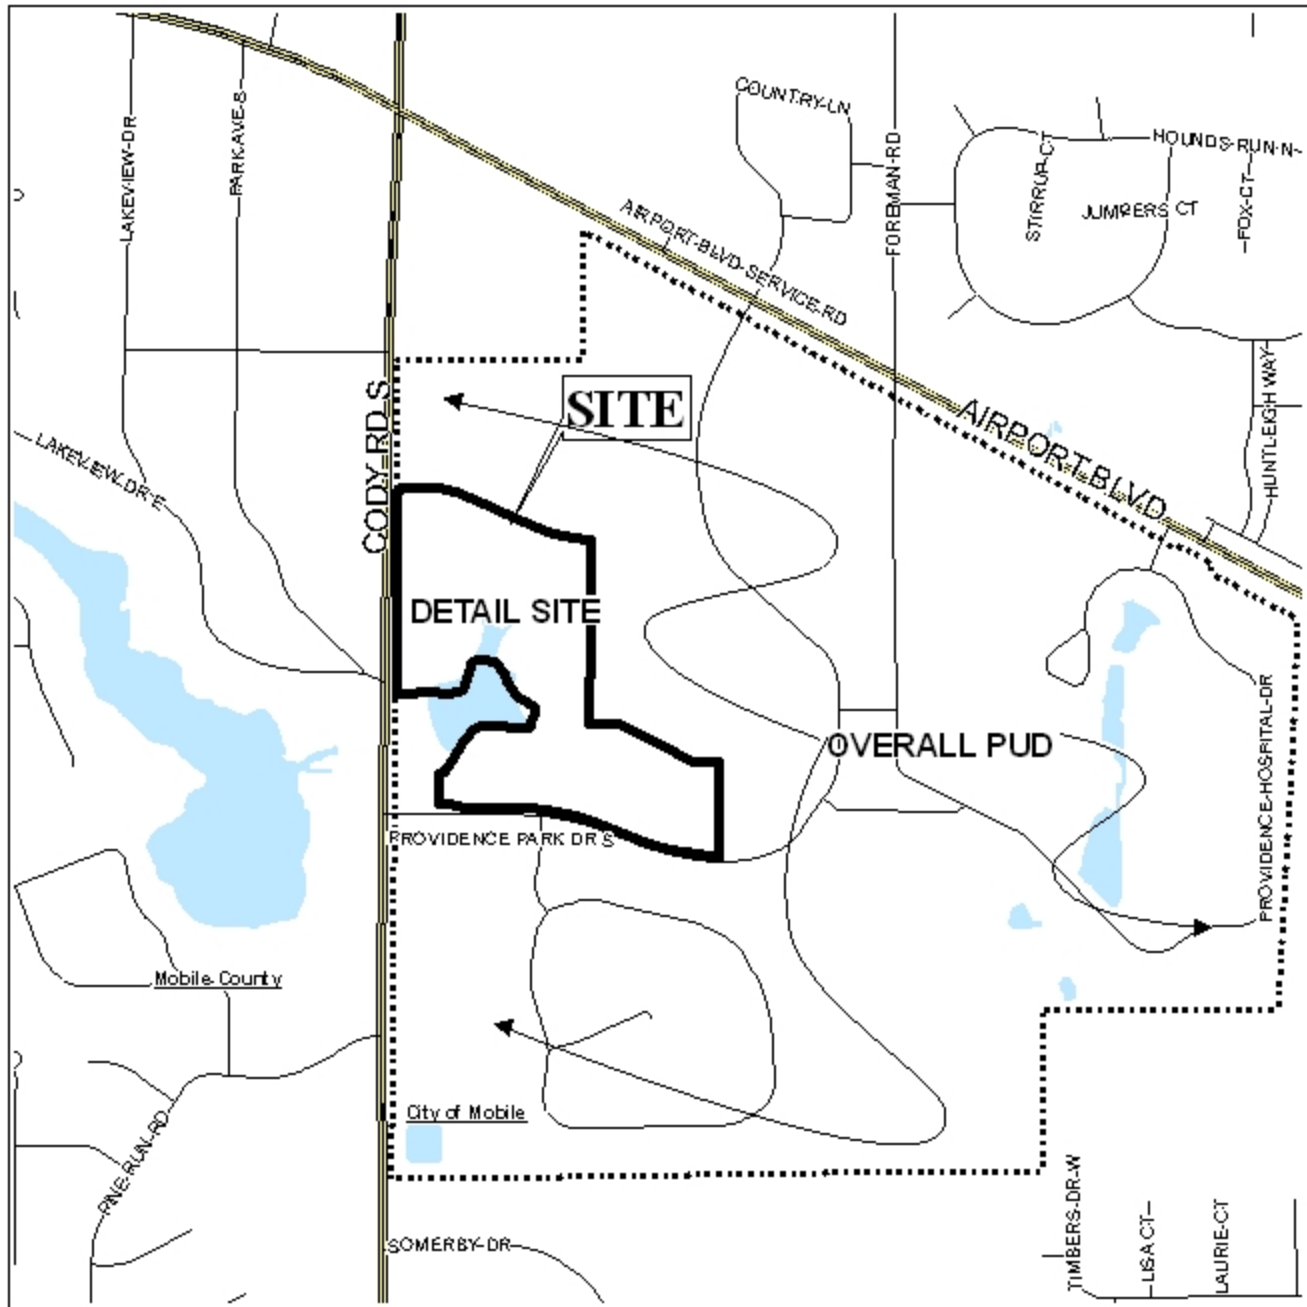 COUNTRY LN
HOUNDS RUN N
LAKEVIEW DR
PARK AVE S
FOREMAN RD
STIRRUP CT
JUMPERS CT
FOX CT
AIRPORT BLVD SERVICE RD
SITE
CODY RD S
AIRPORT BLVD
HUNTLEIGH WAY
LAKEVIEW DR E
DETAIL SITE
OVERALL PUD
PROVIDENCE HOSPITAL DR
PROVIDENCE PARK DR S
Mobile County
City of Mobile
PINE RUN RD
SOMERBY DR
TIMBERS DR W
LISA CT
LAURIE CT